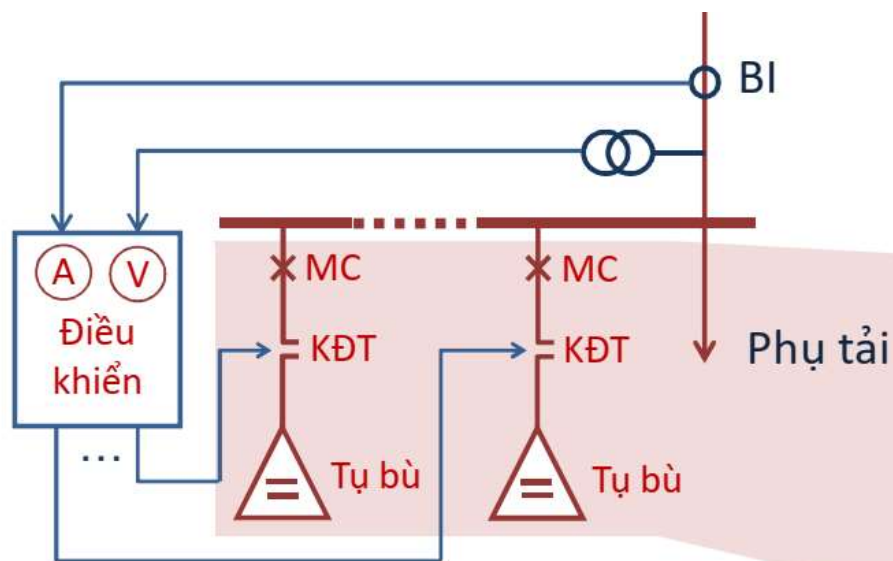 BI
A
V
Điều
khiển
...
MC
MC
KĐT
KĐT
Phụ tải
Tụ bù
Tụ bù